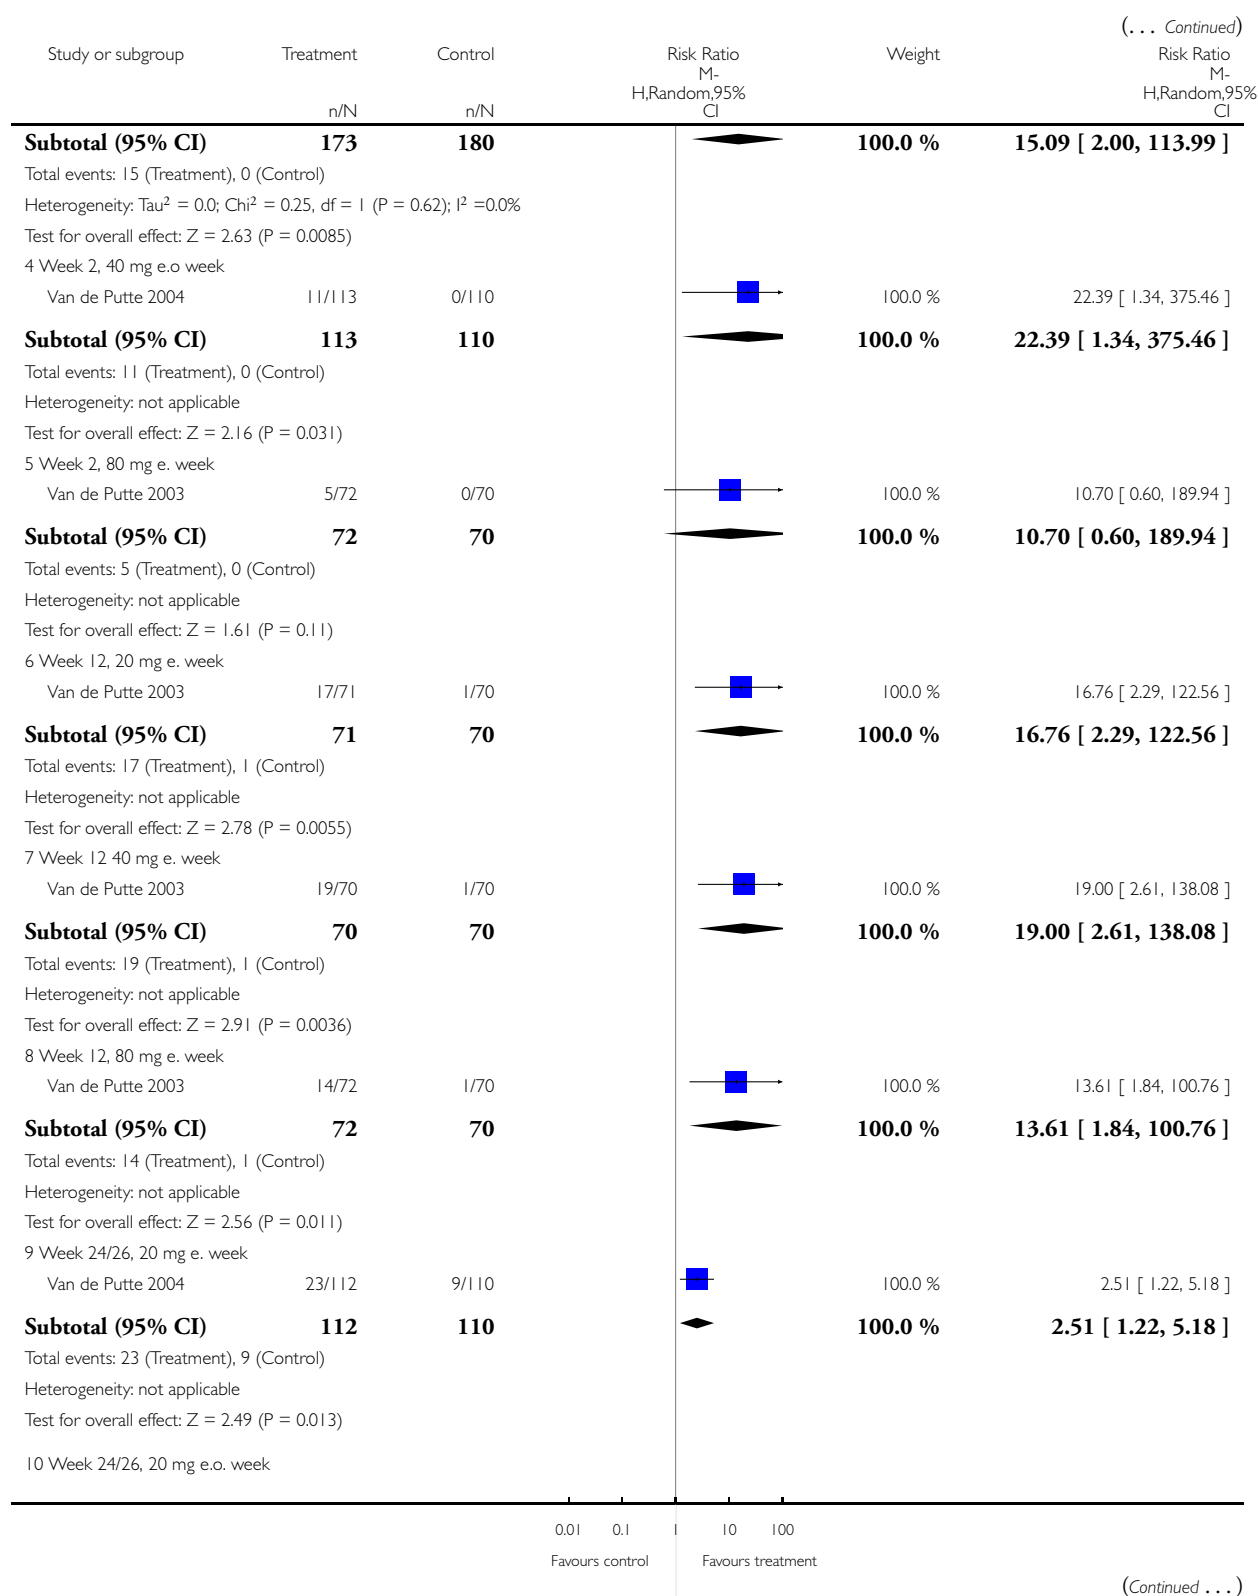 (... Continued)
Study or subgroup Treatment Control Risk Ratio Weight Risk Ratio
M- M-
H,Random,95% H,Random,95%
n/N n/N CI CI
Subtotal (95% CI) 173 180 100.0 % 15.09 [ 2.00, 113.99 ]
Total events: 15 (Treatment), 0 (Control)
Heterogeneity: Tau² = 0.0; Chi² = 0.25, df = 1 (P = 0.62); I² =0.0%
Test for overall effect: Z = 2.63 (P = 0.0085)
4 Week 2, 40 mg e.o week
Van de Putte 2004 11/113 0/110 100.0 % 22.39 [ 1.34, 375.46 ]
Subtotal (95% CI) 113 110 100.0 % 22.39 [ 1.34, 375.46 ]
Total events: 11 (Treatment), 0 (Control)
Heterogeneity: not applicable
Test for overall effect: Z = 2.16 (P = 0.031)
5 Week 2, 80 mg e. week
Van de Putte 2003 5/72 0/70 100.0 % 10.70 [ 0.60, 189.94 ]
Subtotal (95% CI) 72 70 100.0 % 10.70 [ 0.60, 189.94 ]
Total events: 5 (Treatment), 0 (Control)
Heterogeneity: not applicable
Test for overall effect: Z = 1.61 (P = 0.11)
6 Week 12, 20 mg e. week
Van de Putte 2003 17/71 1/70 100.0 % 16.76 [ 2.29, 122.56 ]
Subtotal (95% CI) 71 70 100.0 % 16.76 [ 2.29, 122.56 ]
Total events: 17 (Treatment), 1 (Control)
Heterogeneity: not applicable
Test for overall effect: Z = 2.78 (P = 0.0055)
7 Week 12 40 mg e. week
Van de Putte 2003 19/70 1/70 100.0 % 19.00 [ 2.61, 138.08 ]
Subtotal (95% CI) 70 70 100.0 % 19.00 [ 2.61, 138.08 ]
Total events: 19 (Treatment), 1 (Control)
Heterogeneity: not applicable
Test for overall effect: Z = 2.91 (P = 0.0036)
8 Week 12, 80 mg e. week
Van de Putte 2003 14/72 1/70 100.0 % 13.61 [ 1.84, 100.76 ]
Subtotal (95% CI) 72 70 100.0 % 13.61 [ 1.84, 100.76 ]
Total events: 14 (Treatment), 1 (Control)
Heterogeneity: not applicable
Test for overall effect: Z = 2.56 (P = 0.011)
9 Week 24/26, 20 mg e. week
Van de Putte 2004 23/112 9/110 100.0 % 2.51 [ 1.22, 5.18 ]
Subtotal (95% CI) 112 110 100.0 % 2.51 [ 1.22, 5.18 ]
Total events: 23 (Treatment), 9 (Control)
Heterogeneity: not applicable
Test for overall effect: Z = 2.49 (P = 0.013)
10 Week 24/26, 20 mg e.o. week
0.01 0.1 1 10 100
Favours control Favours treatment
(Continued ...)